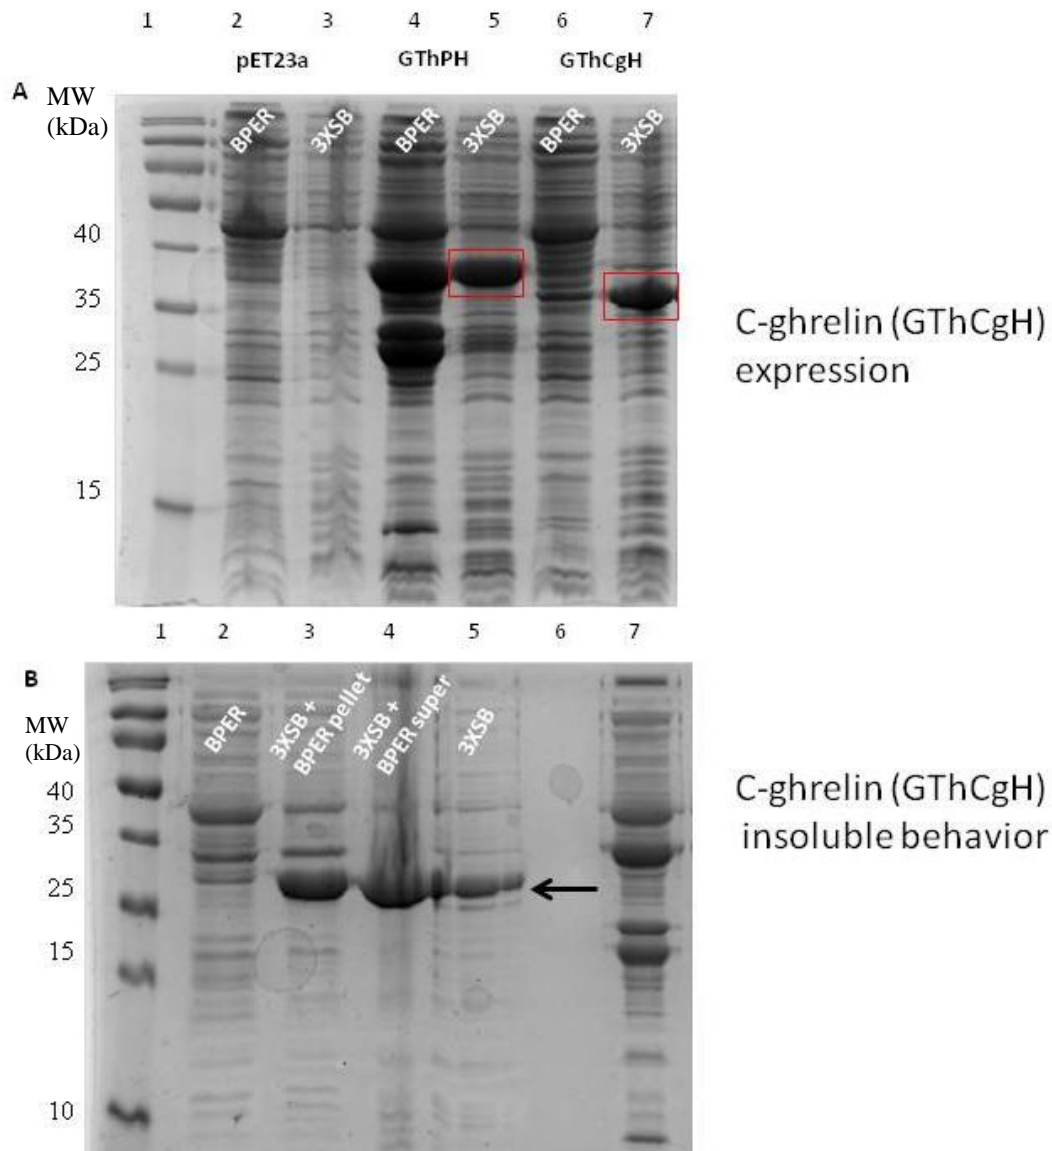 1 2 3 4 5 6 7
pET23a GThPH GThCgH
A MW
(kDa)
BPER 3XSB BPER 3XSB BPER 3XSB
40
35
25
15
C-ghrelin (GThCgH)
expression
1 2 3 4 5 6 7
B
MW
(kDa)
BPER
3XSB +
BPER pellet
3XSB +
BPER super
3XSB
40
35
25
15
10
C-ghrelin (GThCgH)
insoluble behavior